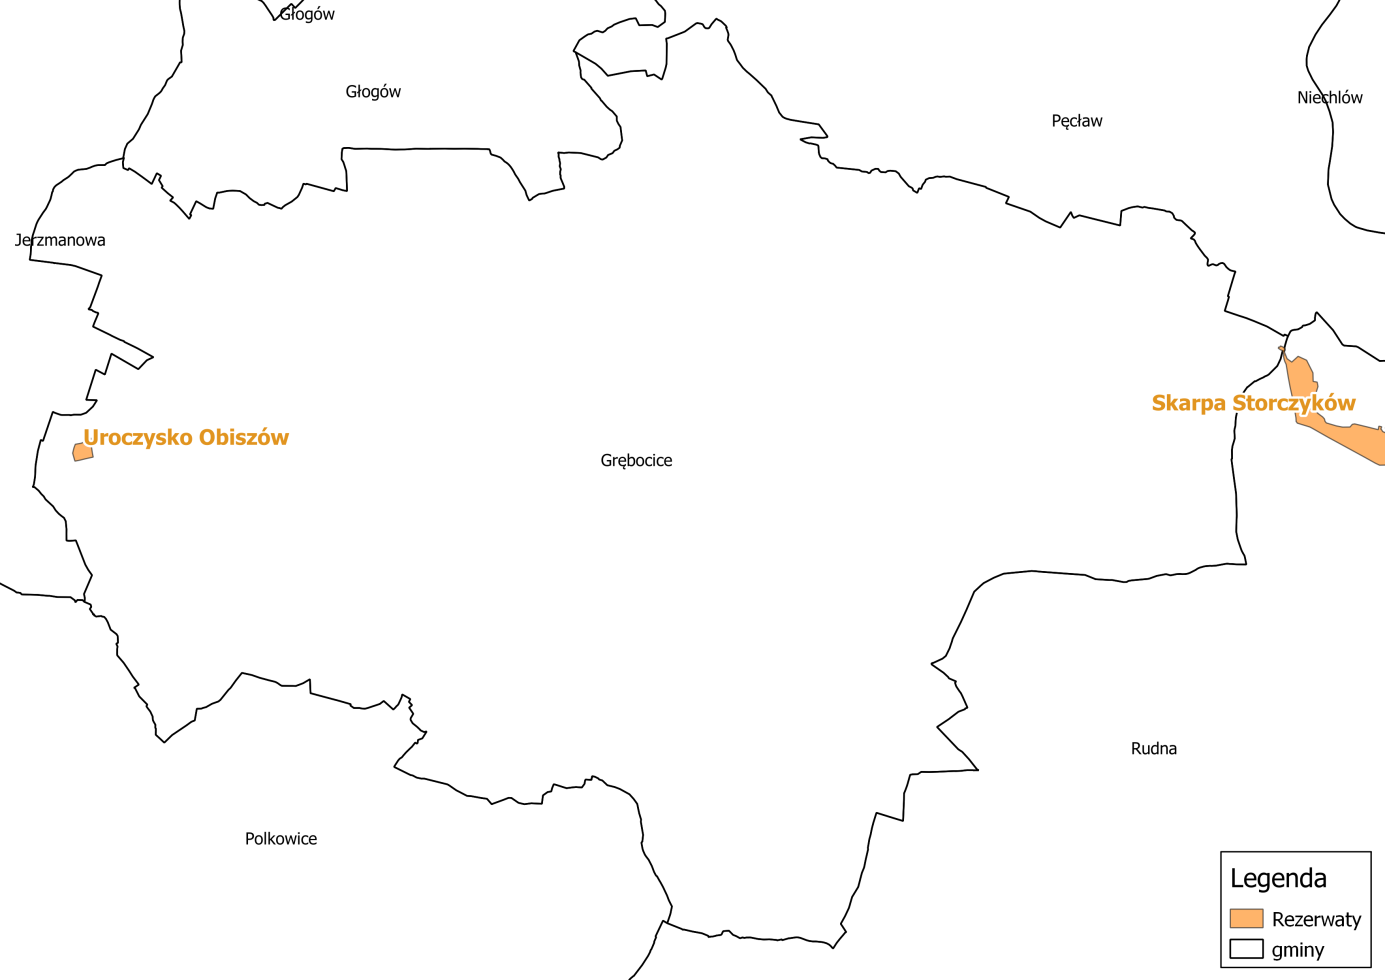 Głogów
Głogów
Niechlów
Pęcław
Jerzmanowa
Skarpa Storczyków
Uroczysko Obiszów
Grębocice
Rudna
Polkowice
Legenda
Rezerwaty
gminy